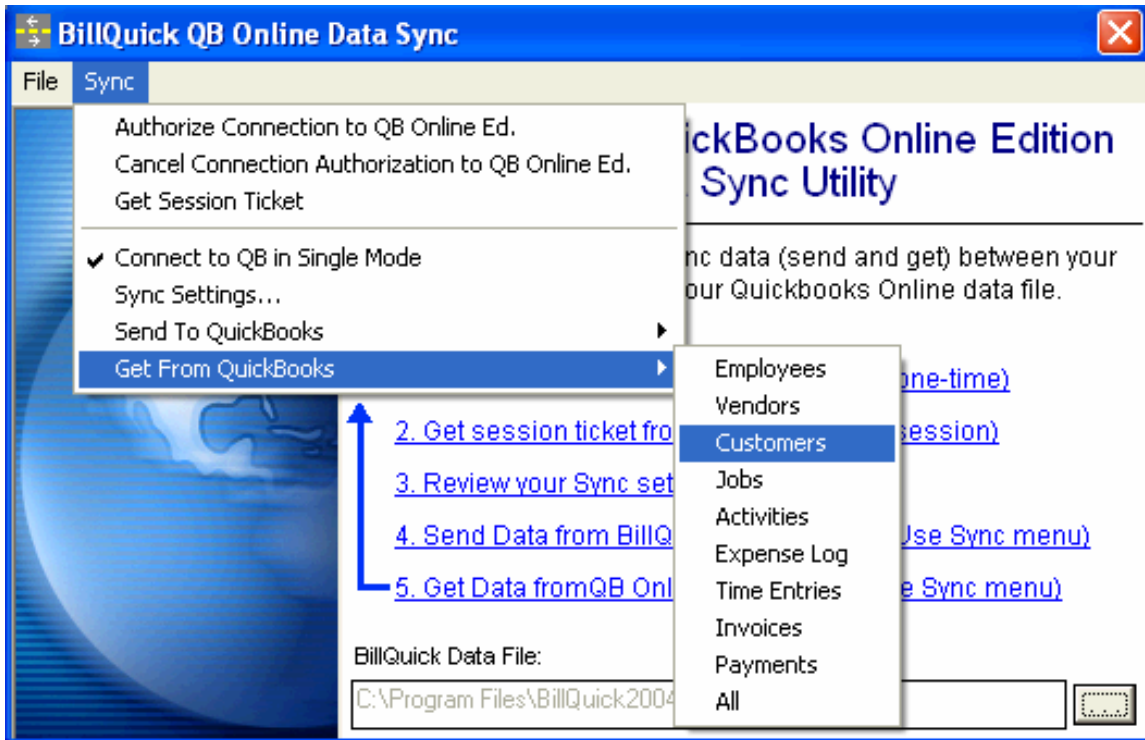 BillQuick QB Online Data Sync
File Sync
Authorize Connection to QB Online Ed.
Cancel Connection Authorization to QB Online Ed.
Get Session Ticket
Connect to QB in Single Mode
Sync Settings...
Send To QuickBooks
Get From QuickBooks
Employees
Vendors
Customers
Jobs
Activities
Expense Log
Time Entries
Invoices
Payments
All
ickBooks Online Edition
Sync Utility
nc data (send and get) between your
our Quickbooks Online data file.
one-time)
2. Get session ticket fro session)
3. Review your Sync set
4. Send Data from BillQ Use Sync menu)
5. Get Data fromQB Onl e Sync menu)
BillQuick Data File:
C:\Program Files\BillQuick2004
...